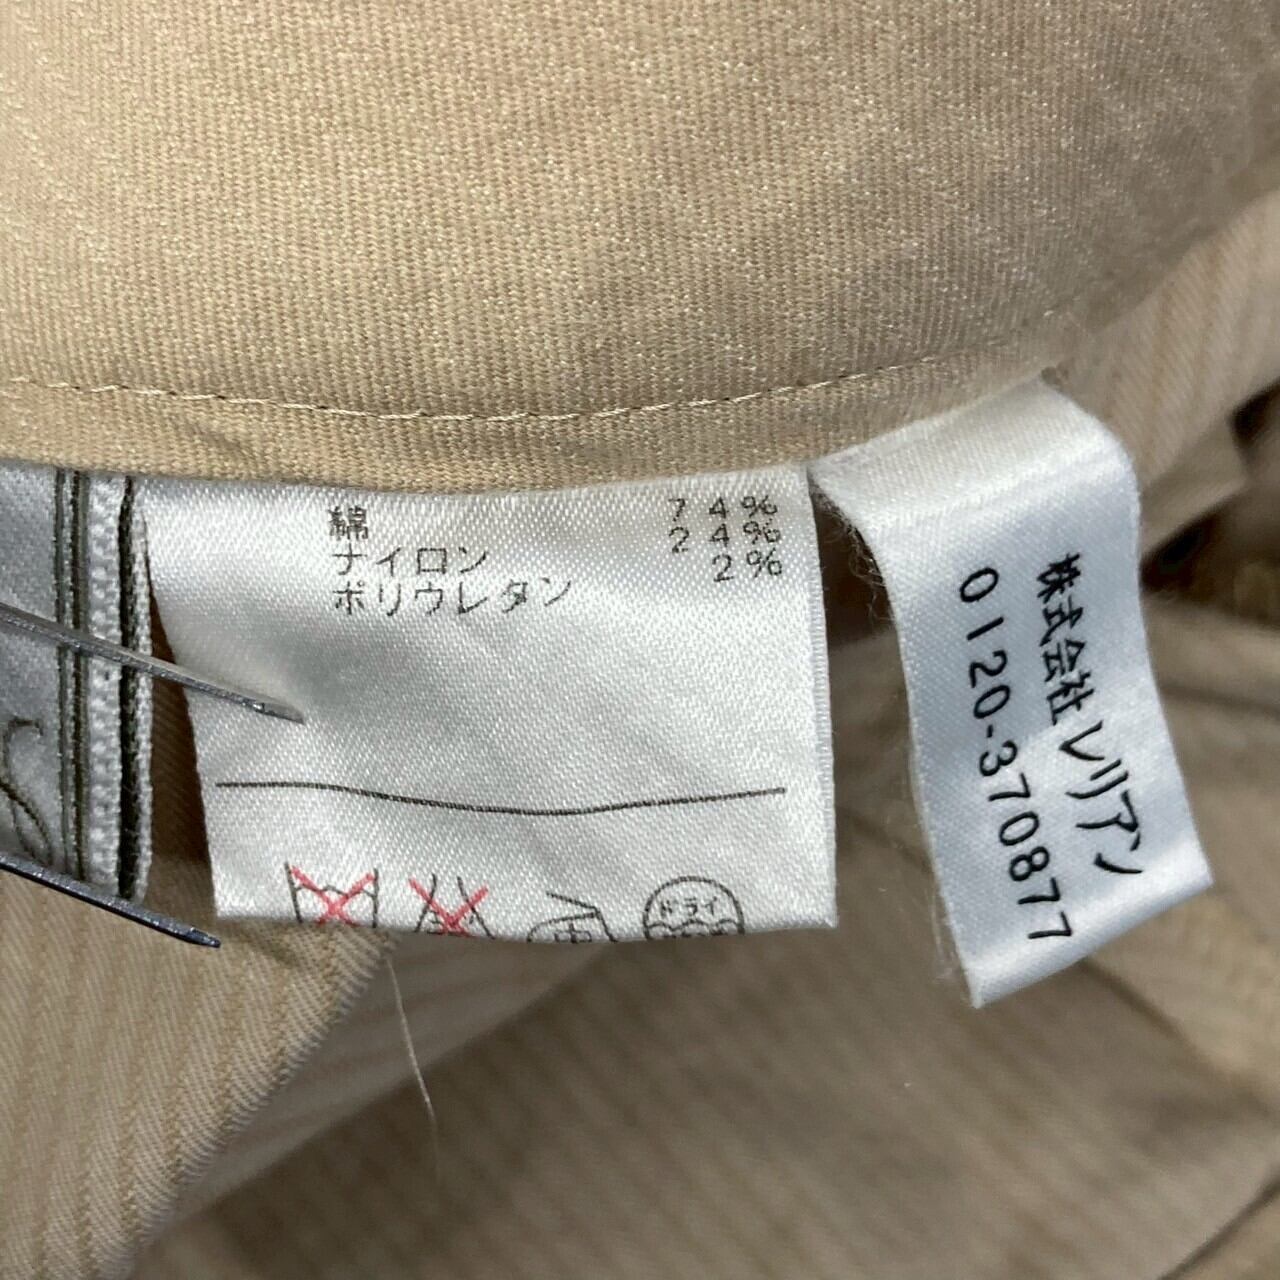 綿 74%
ナイロン 24%
ポリウレタン 2%
中
ドライ
株式会社レリアン
0120-370877